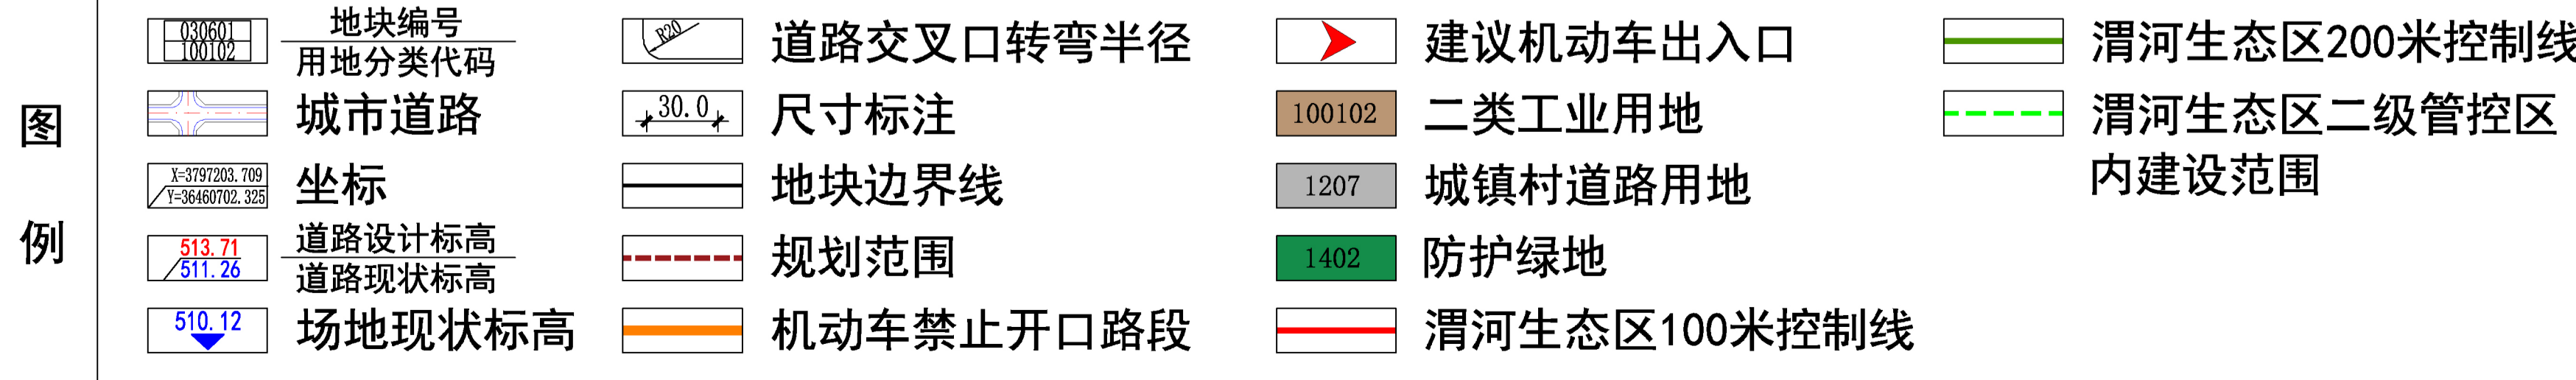 图例
030601
100102
地块编号
用地分类代码
城市道路
X=3797203.709
Y=36460702.325
坐标
513.71
511.26
道路设计标高
道路现状标高
510.12
场地现状标高
R20
道路交叉口转弯半径
30.0
尺寸标注
地块边界线
规划范围
机动车禁止开口路段
建议机动车出入口
100102
二类工业用地
1207
城镇村道路用地
1402
防护绿地
渭河生态区100米控制线
渭河生态区200米控制线
渭河生态区二级管控区
内建设范围